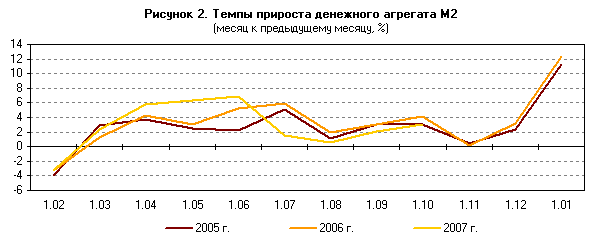 Рисунок 2. Темпы прироста денежного агрегата М2
(месяц к предыдущему месяцу, %)
14
12
10
8
6
4
2
0
-2
-4
-6
1.02 1.03 1.04 1.05 1.06 1.07 1.08 1.09 1.10 1.11 1.12 1.01
2005 г. 2006 г. 2007 г.